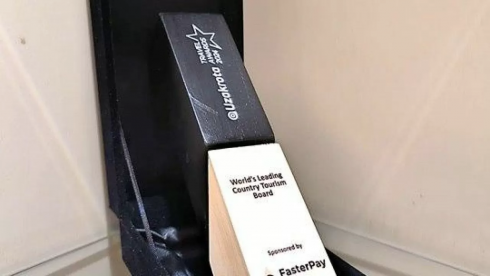 TRAVEL
AWARDS
2024
@Uzakrota
World's Leading
Country Tourism
Board
Sponsored by
FasterPay